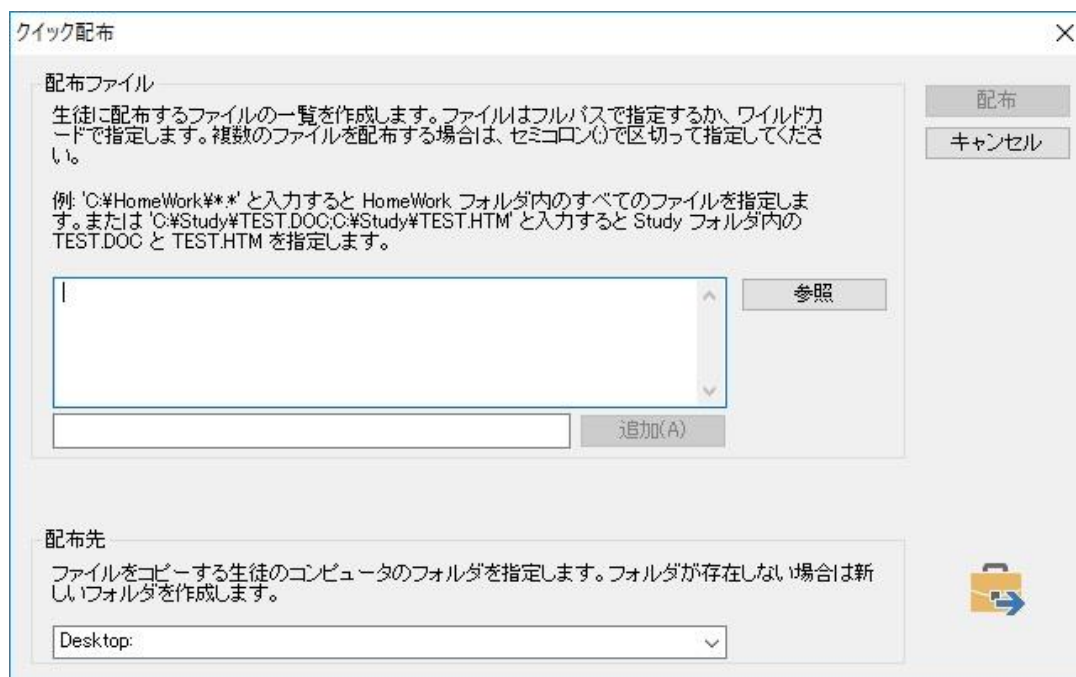 クイック配布
配布ファイル
生徒に配布するファイルの一覧を作成します。ファイルはフルパスで指定するか、ワイルドカ
ードで指定します。複数のファイルを配布する場合は、セミコロン(;)で区切って指定してくださ
い。
例: 'C:¥HomeWork¥*.*' と入力すると HomeWork フォルダ内のすべてのファイルを指定しま
す。または 'C:¥Study¥TEST.DOC;C:¥Study¥TEST.HTM' と入力すると Study フォルダ内の
TEST.DOC と TEST.HTM を指定します。
配布
キャンセル
参照
追加(A)
配布先
ファイルをコピーする生徒のコンピュータのフォルダを指定します。フォルダが存在しない場合は新
しいフォルダを作成します。
Desktop: